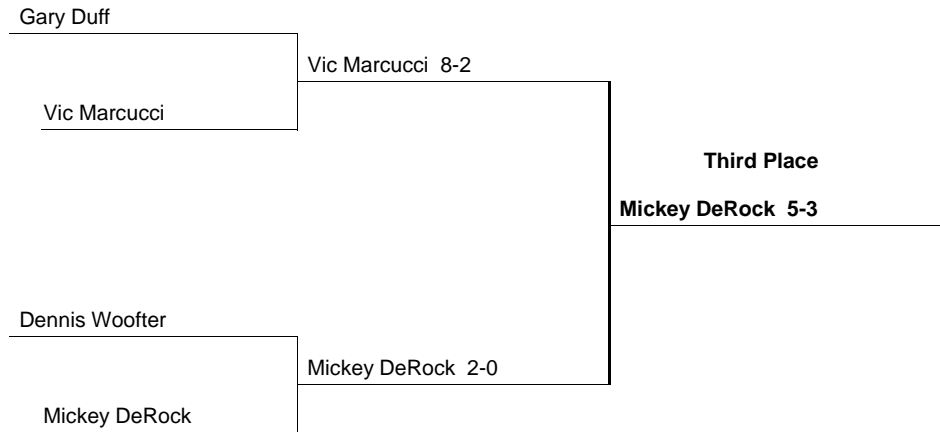 Gary Duff
Vic Marcucci 8-2
Vic Marcucci
Third Place
Mickey DeRock 5-3
Dennis Woofter
Mickey DeRock 2-0
Mickey DeRock